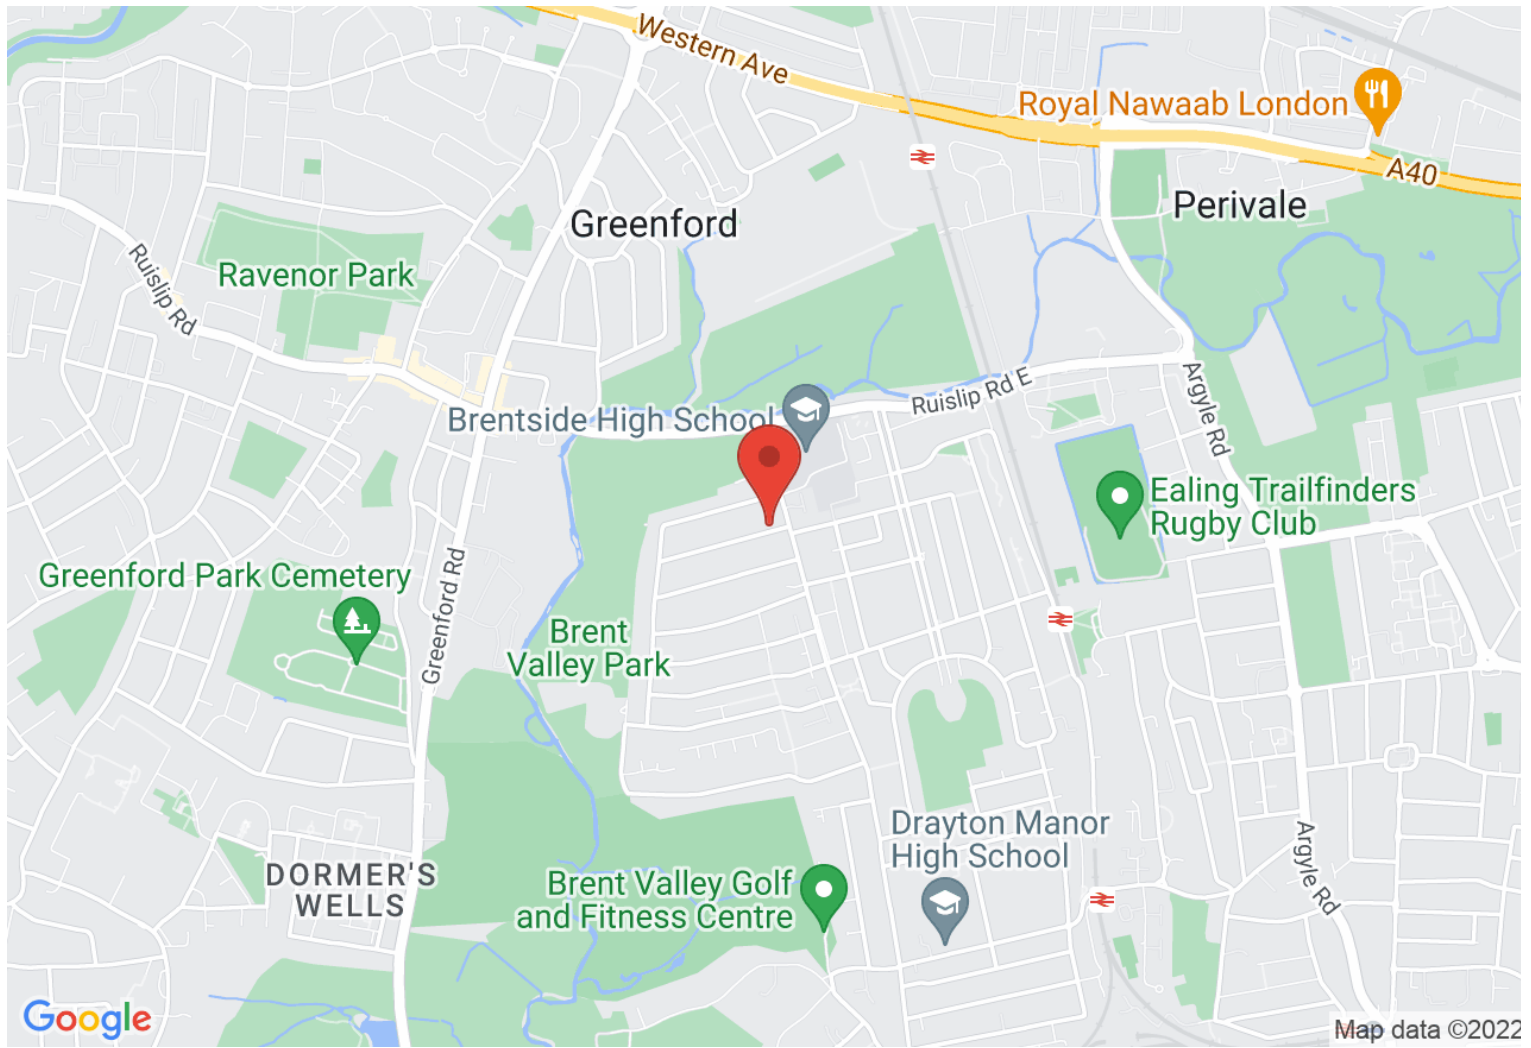 Western Ave
Royal Nawaab London
A40
Perivale
Greenford
Ravenor Park
Ruislip Rd
Ruislip Rd E
Argyle Rd
Brentside High School
Ealing Trailfinders
Rugby Club
Greenford Park Cemetery
Greenford Rd
Brent
Valley Park
Drayton Manor
High School
DORMER'S
WELLS
Brent Valley Golf
and Fitness Centre
Argyle Rd
Google
Map data ©2022